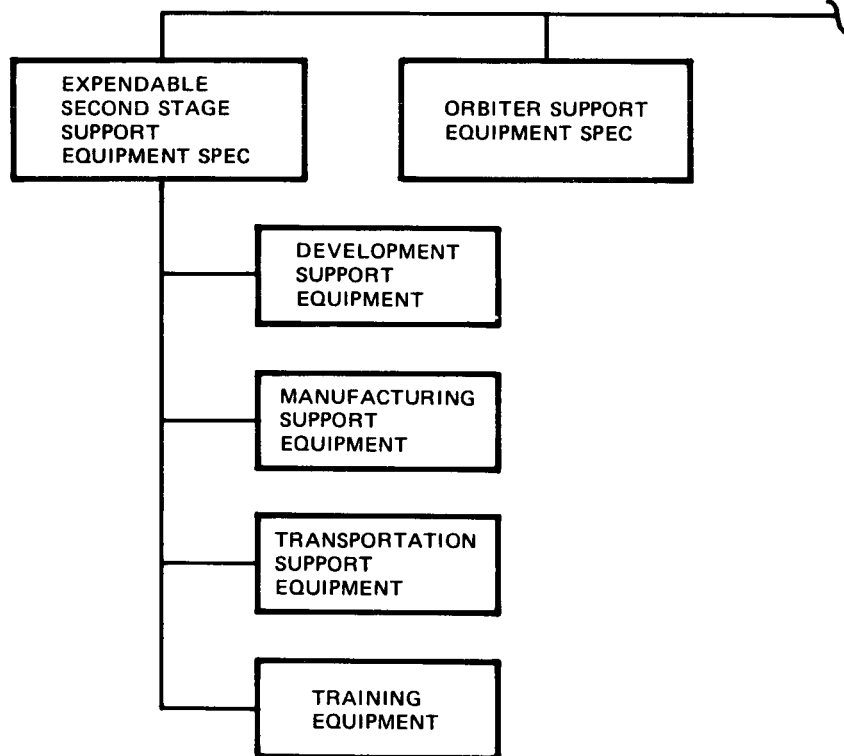 EXPENDABLE
SECOND STAGE
SUPPORT
EQUIPMENT SPEC
ORBITER SUPPORT
EQUIPMENT SPEC
DEVELOPMENT
SUPPORT
EQUIPMENT
MANUFACTURING
SUPPORT
EQUIPMENT
TRANSPORTATION
SUPPORT
EQUIPMENT
TRAINING
EQUIPMENT